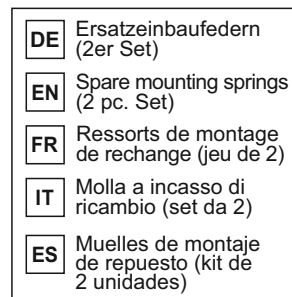 DE Ersatzeinbaufedern
(2er Set)
EN Spare mounting springs
(2 pc. Set)
FR Ressorts de montage
de rechange (jeu de 2)
IT Molla a incasso di
ricambio (set da 2)
ES Muelles de montaje
de repuesto (kit de
2 unidades)